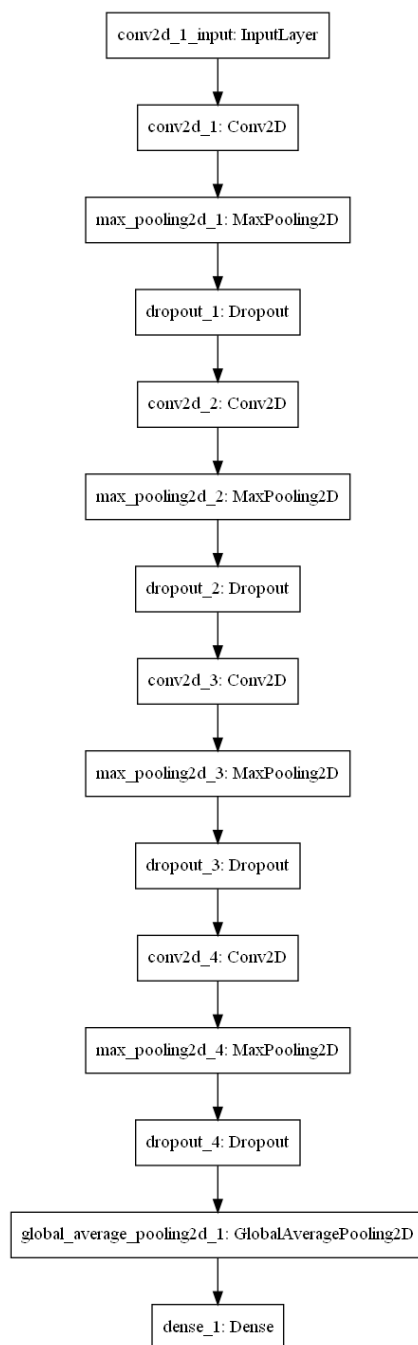 conv2d_1_input: InputLayer
conv2d_1: Conv2D
max_pooling2d_1: MaxPooling2D
dropout_1: Dropout
conv2d_2: Conv2D
max_pooling2d_2: MaxPooling2D
dropout_2: Dropout
conv2d_3: Conv2D
max_pooling2d_3: MaxPooling2D
dropout_3: Dropout
conv2d_4: Conv2D
max_pooling2d_4: MaxPooling2D
dropout_4: Dropout
global_average_pooling2d_1: GlobalAveragePooling2D
dense_1: Dense